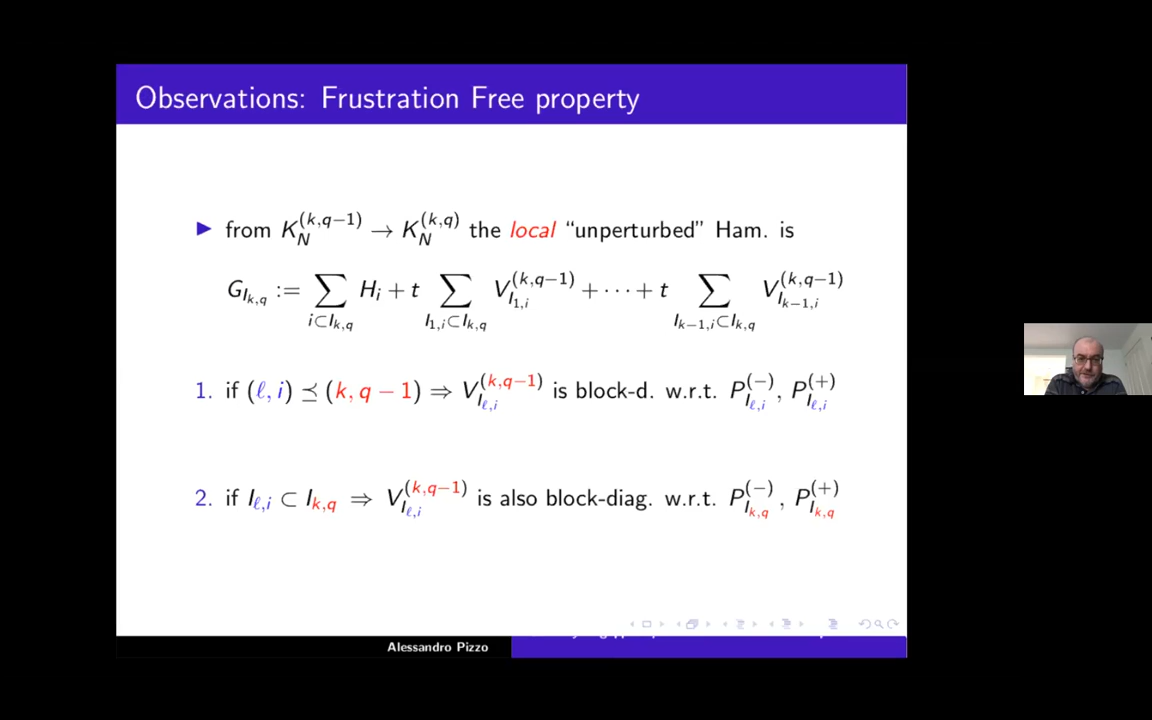 Observations: Frustration Free property
▶ from K_N^{(k,q−1)} → K_N^{(k,q)} the local “unperturbed” Ham. is
G_{I_{k,q}} := ∑_{i⊂I_{k,q}} H_i + t ∑_{I_{1,i}⊂I_{k,q}} V_{I_{1,i}}^{(k,q−1)} + ··· + t ∑_{I_{k−1,i}⊂I_{k,q}} V_{I_{k−1,i}}^{(k,q−1)}
1. if (ℓ, i) ⪯ (k, q − 1) ⇒ V_{I_{ℓ,i}}^{(k,q−1)} is block-d. w.r.t. P_{I_{ℓ,i}}^{(−)}, P_{I_{ℓ,i}}^{(+)}
2. if I_{ℓ,i} ⊂ I_{k,q} ⇒ V_{I_{ℓ,i}}^{(k,q−1)} is also block-diag. w.r.t. P_{I_{k,q}}^{(−)}, P_{I_{k,q}}^{(+)}
Alessandro Pizzo